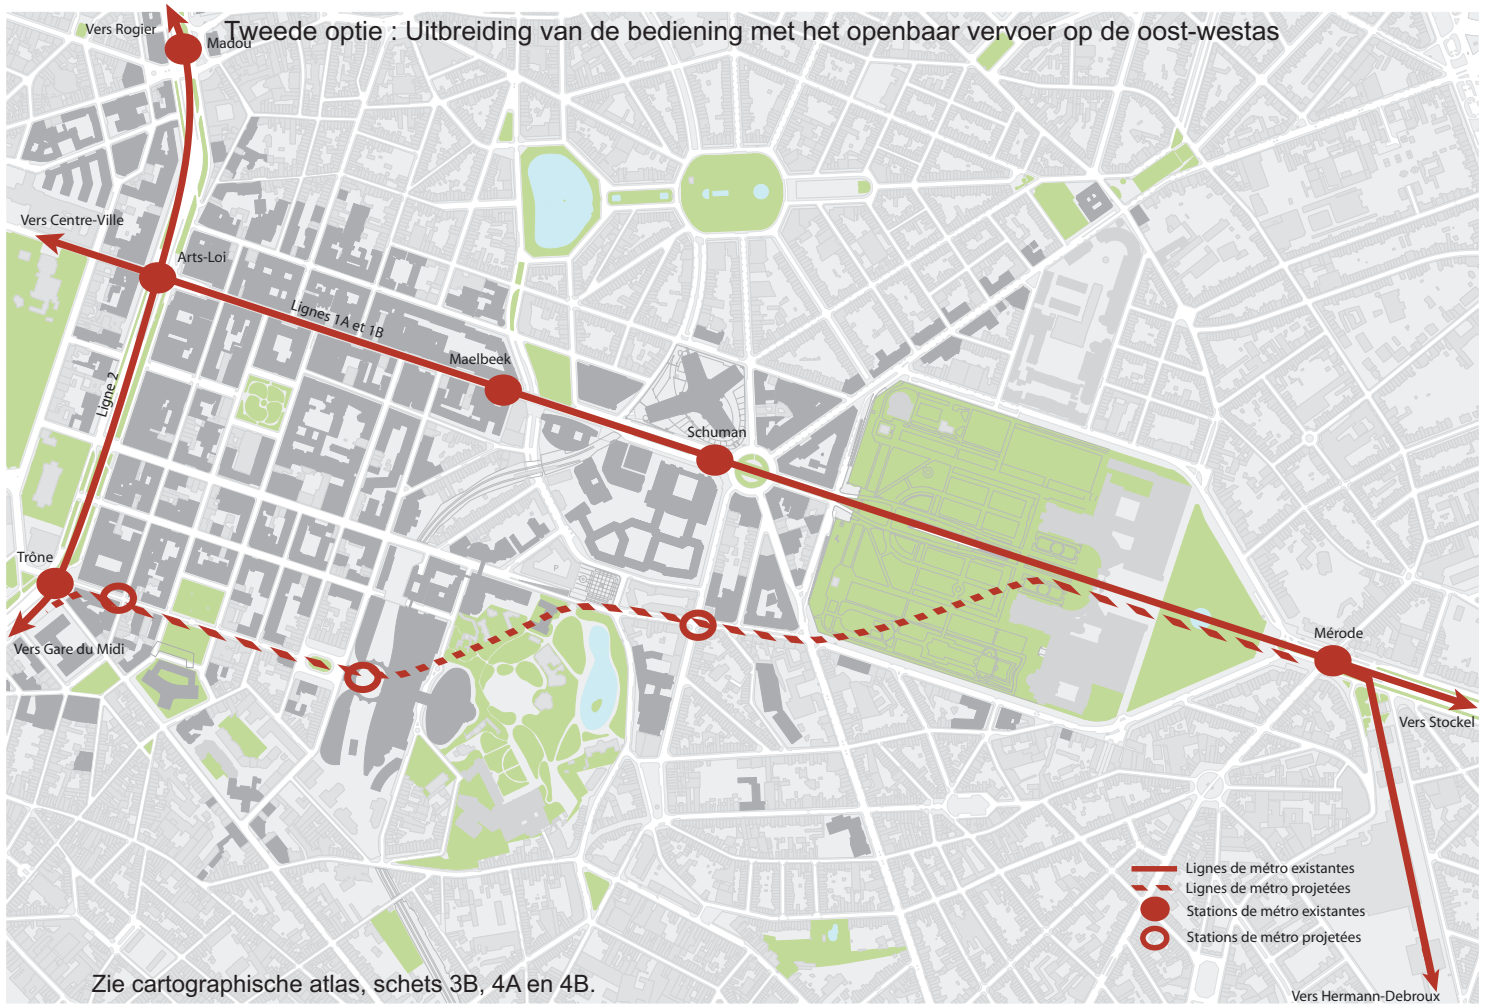 Tweede optie : Uitbreiding van de bediening met het openbaar vervoer op de oost-westas
Vers Rogier
Madou
Vers Centre-Ville
Arts-Loi
Lignes 1A et 1B
Maelbeek
Ligne 2
Schuman
Trône
P
Vers Gare du Midi
Mérode
Vers Stockel
Lignes de métro existantes
Lignes de métro projetées
Stations de métro existantes
Stations de métro projetées
Zie cartographische atlas, schets 3B, 4A en 4B.
Vers Hermann-Debroux